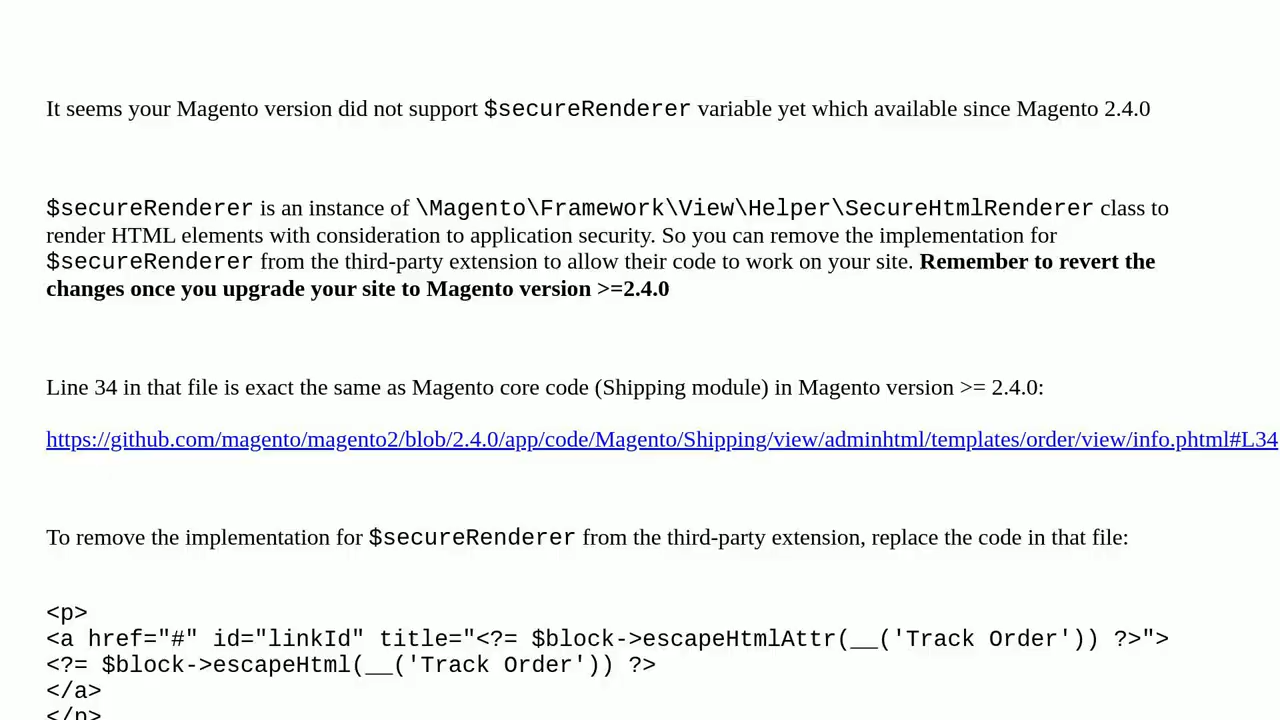 It seems your Magento version did not support $secureRenderer variable yet which available since Magento 2.4.0
$secureRenderer is an instance of \Magento\Framework\View\Helper\SecureHtmlRenderer class to
render HTML elements with consideration to application security. So you can remove the implementation for
$secureRenderer from the third-party extension to allow their code to work on your site. Remember to revert the
changes once you upgrade your site to Magento version >=2.4.0
Line 34 in that file is exact the same as Magento core code (Shipping module) in Magento version >= 2.4.0:
https://github.com/magento/magento2/blob/2.4.0/app/code/Magento/Shipping/view/adminhtml/templates/order/view/info.phtml#L34
To remove the implementation for $secureRenderer from the third-party extension, replace the code in that file:
<p>
<a href="#" id="linkId" title="<?= $block->escapeHtmlAttr(__('Track Order')) ?>">
<?= $block->escapeHtml(__('Track Order')) ?>
</a>
</p>